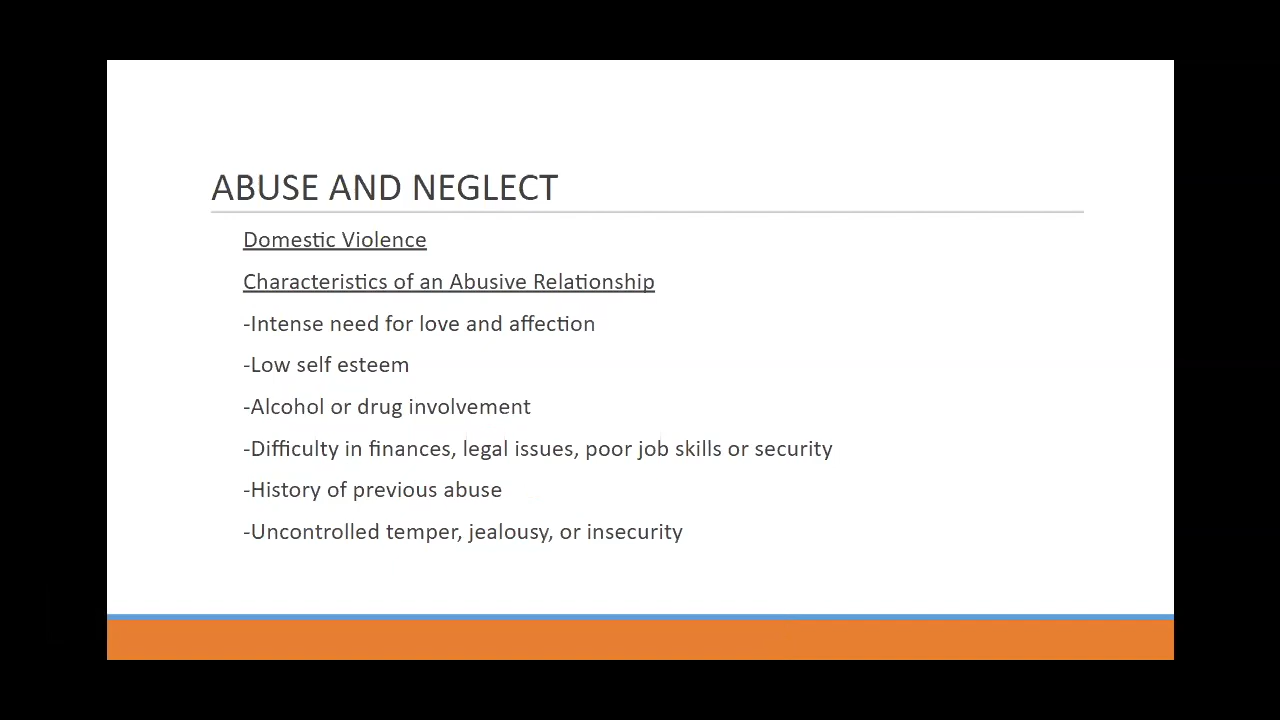 ABUSE AND NEGLECT
Domestic Violence
Characteristics of an Abusive Relationship
-Intense need for love and affection
-Low self esteem
-Alcohol or drug involvement
-Difficulty in finances, legal issues, poor job skills or security
-History of previous abuse
-Uncontrolled temper, jealousy, or insecurity